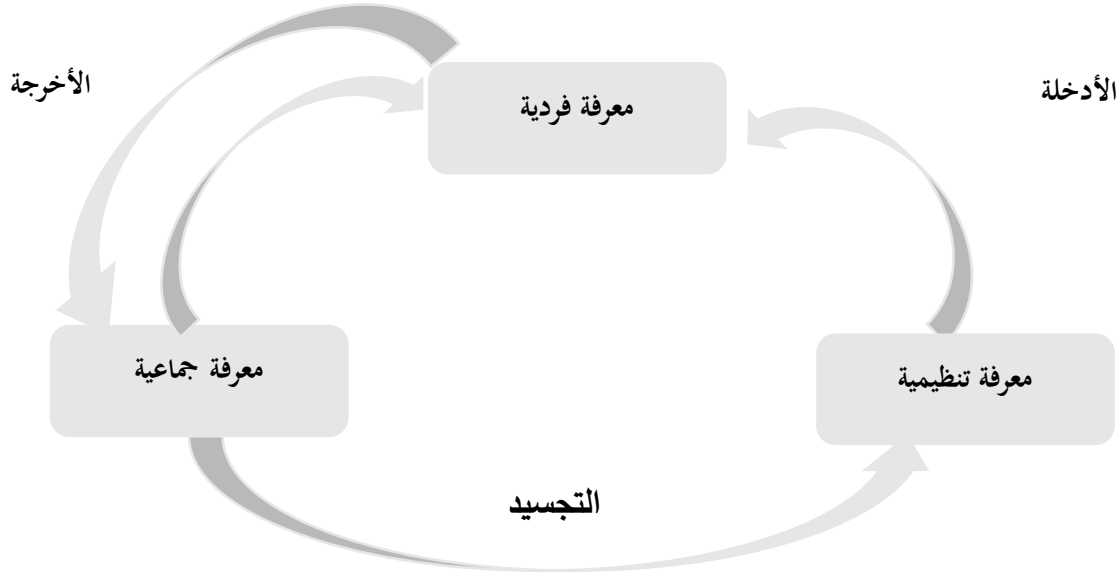 الأدخلة
الأخرجة
معرفة فردية
معرفة تنظيمية
معرفة جماعية
التجسيد